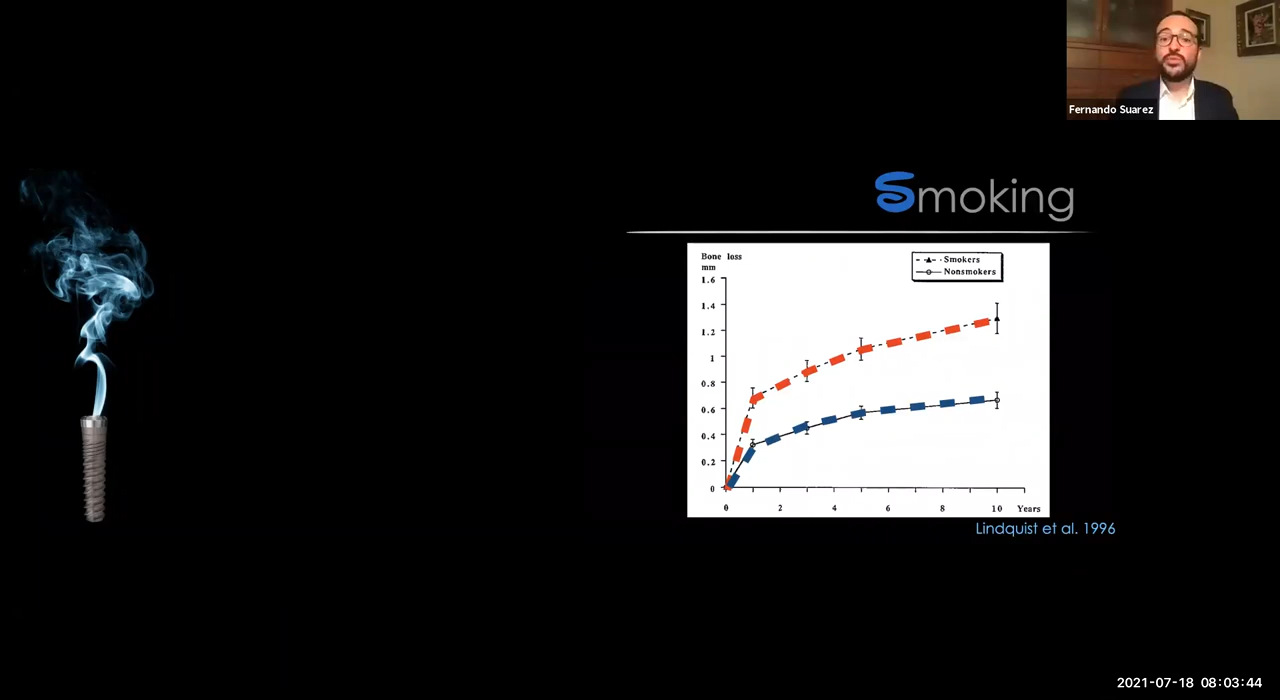 Fernando Suarez
Smoking
Bone loss
mm
Smokers
Nonsmokers
1.6
1.4
1.2
1
0.8
0.6
0.4
0.2
0
0 2 4 6 8 10 Years
Lindquist et al. 1996
2021-07-18 08:03:44